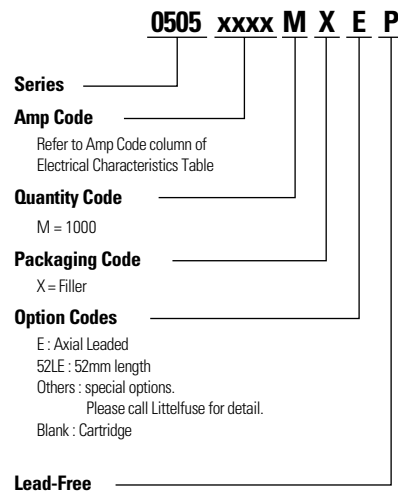 0505 xxxx M X E P
Series
Amp Code
Refer to Amp Code column of
Electrical Characteristics Table
Quantity Code
M = 1000
Packaging Code
X = Filler
Option Codes
E : Axial Leaded
52LE : 52mm length
Others : special options.
Please call Littelfuse for detail.
Blank : Cartridge
Lead-Free